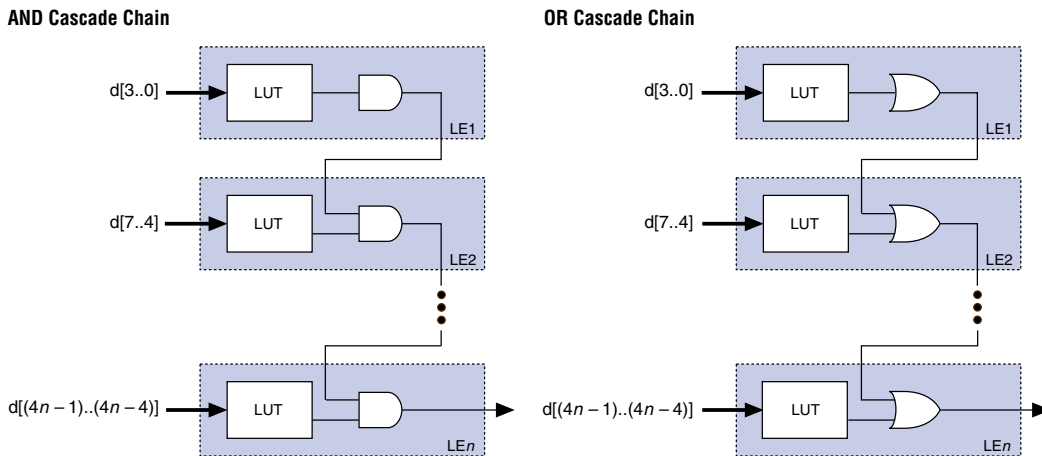 AND Cascade Chain
d[3..0]
LUT
LE1
d[7..4]
LUT
LE2
d[(4n – 1)..(4n – 4)]
LUT
LEn
OR Cascade Chain
d[3..0]
LUT
LE1
d[7..4]
LUT
LE2
d[(4n – 1)..(4n – 4)]
LUT
LEn